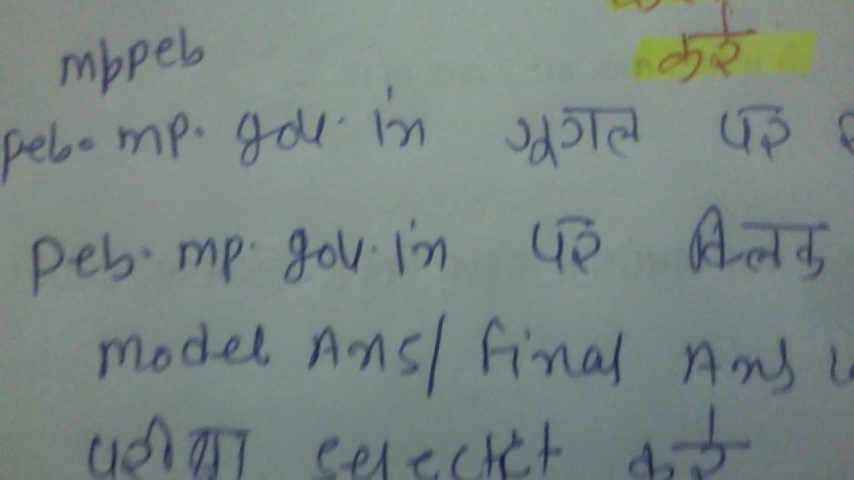 करें
mppeb
peb. mp. gov. in गूगल पर
peb. mp. gov. in पर क्लिक
model Ans/ final Ans
परीक्षा select करें